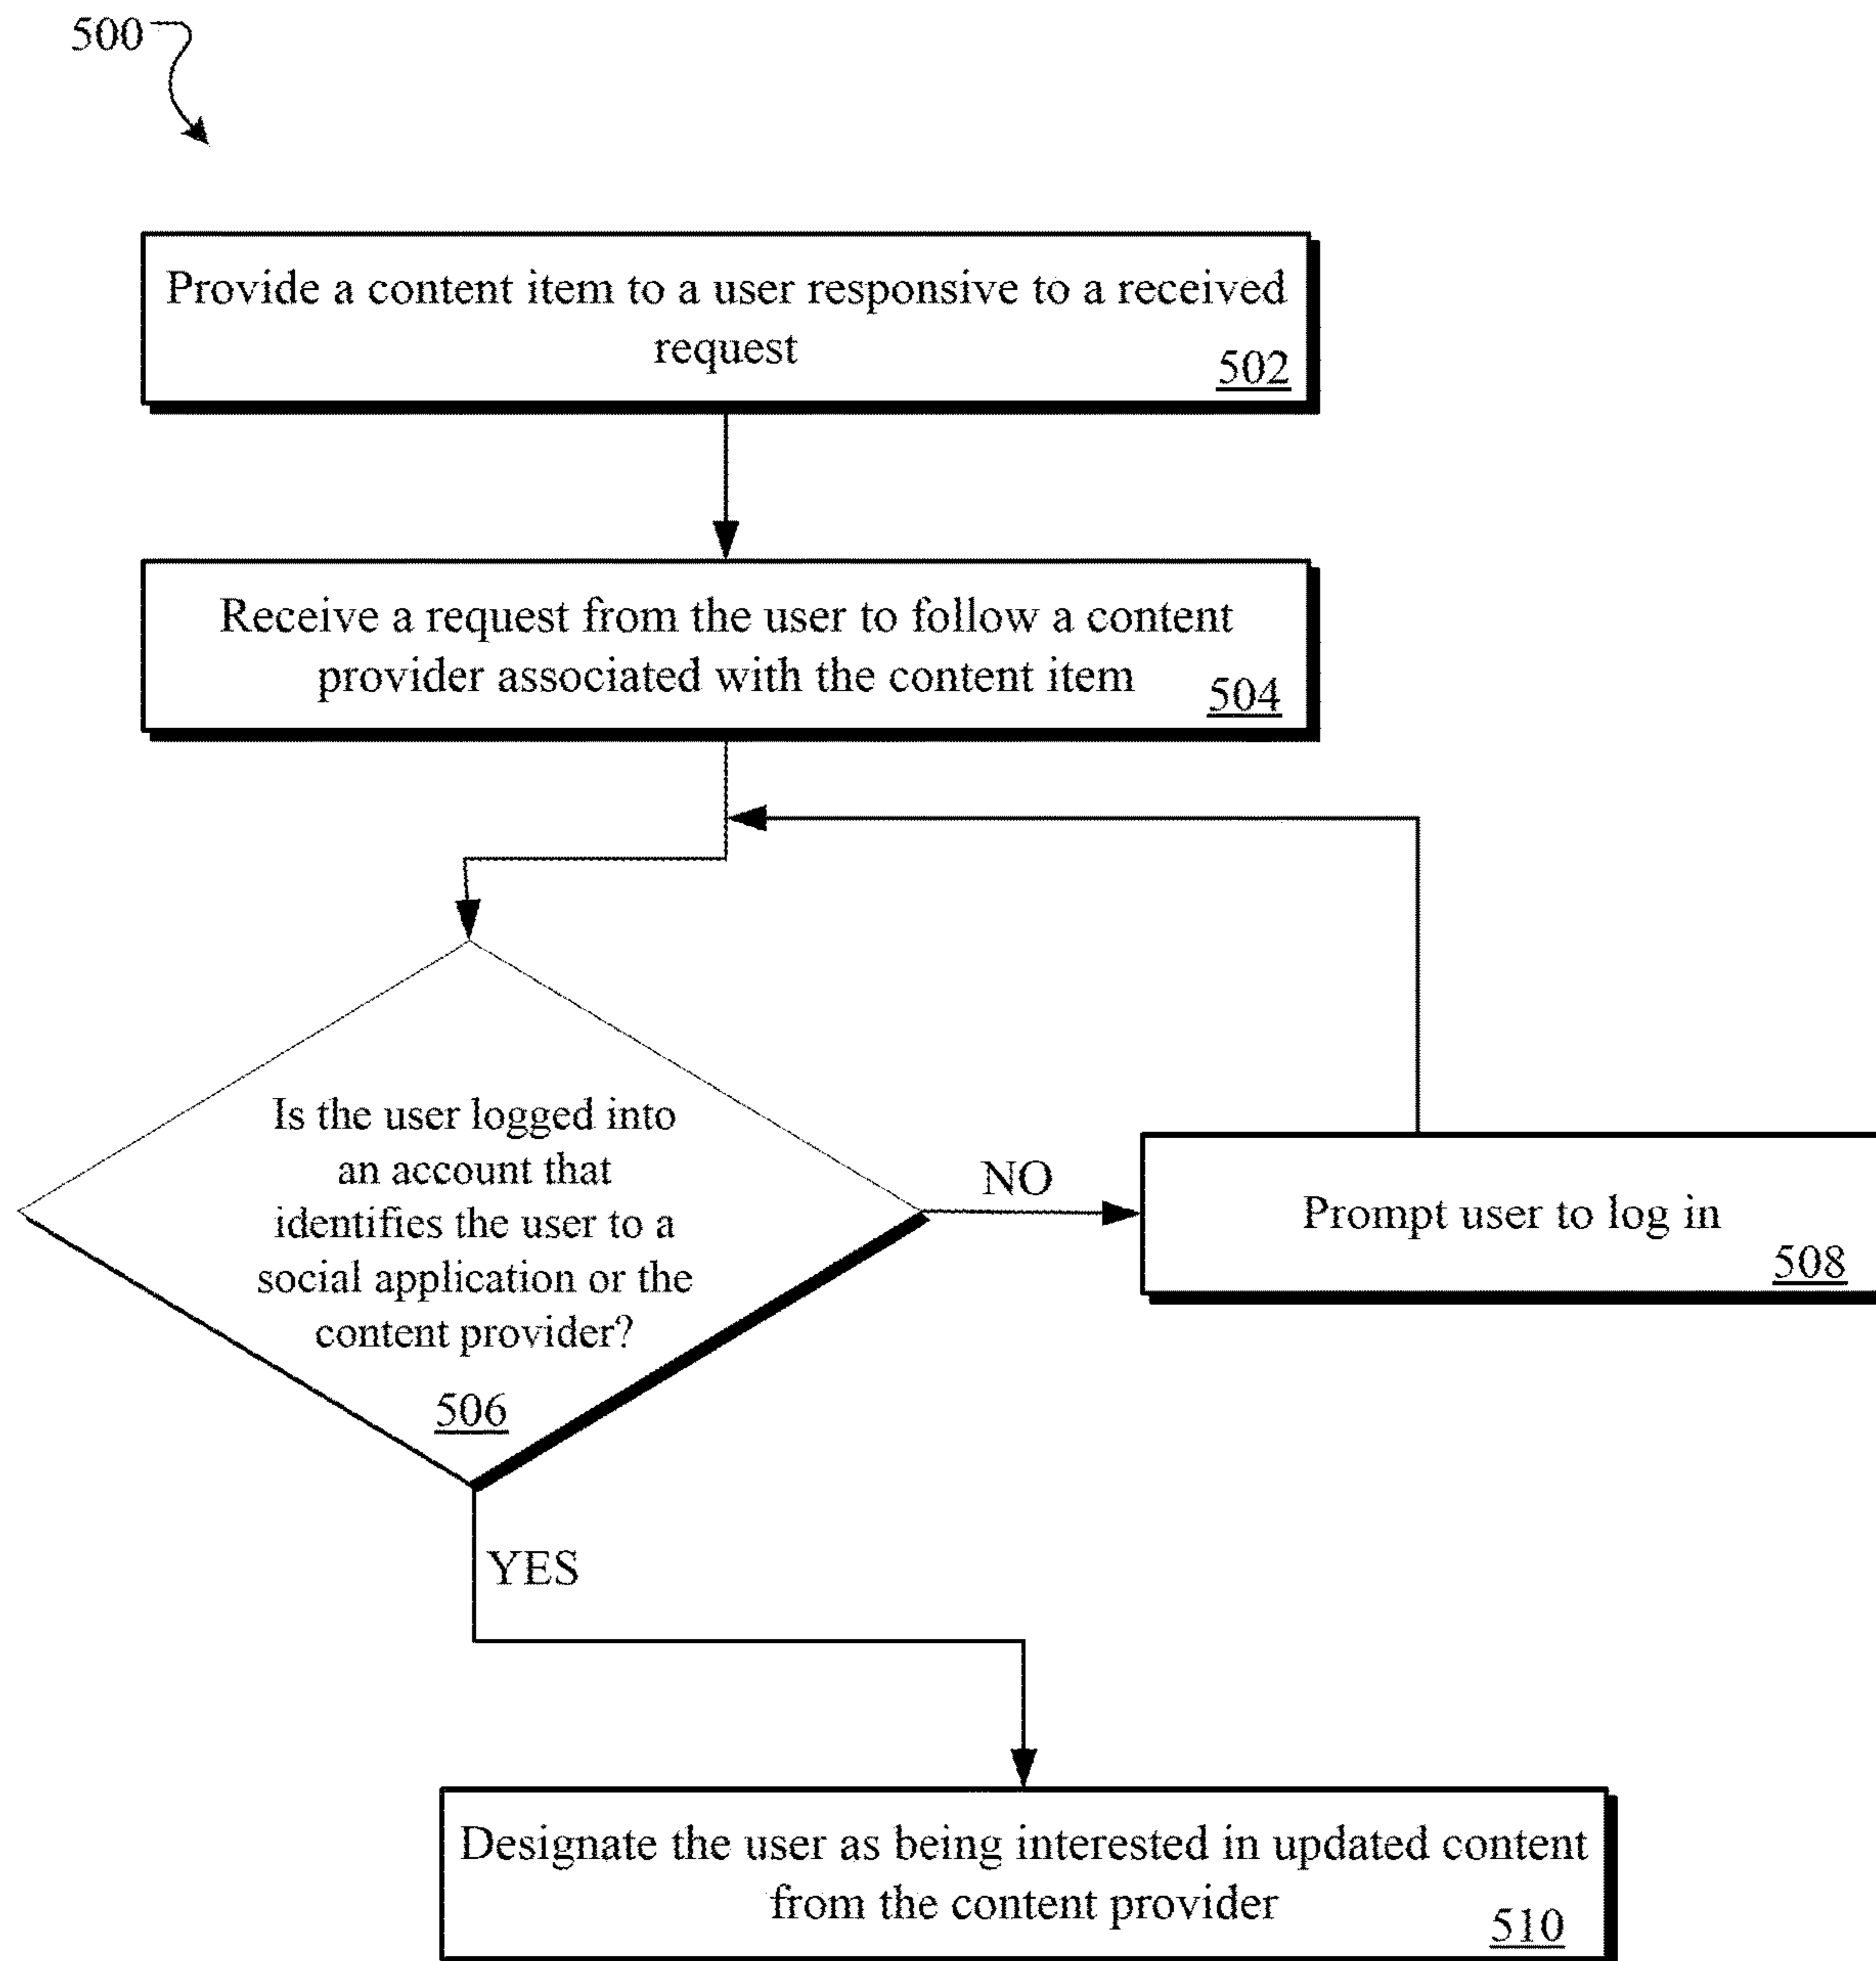 500
Provide a content item to a user responsive to a received
request
502
Receive a request from the user to follow a content
provider associated with the content item
504
Is the user logged into
an account that
identifies the user to a
social application or the
content provider?
506
NO
Prompt user to log in
508
YES
Designate the user as being interested in updated content
from the content provider
510